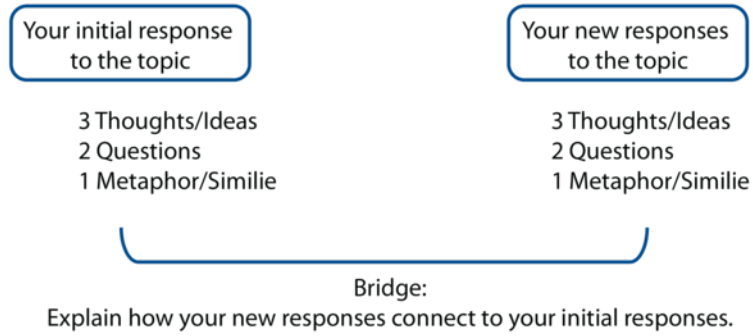 Your initial response
to the topic
3 Thoughts/Ideas
2 Questions
1 Metaphor/Similie
Your new responses
to the topic
3 Thoughts/Ideas
2 Questions
1 Metaphor/Similie
Bridge:
Explain how your new responses connect to your initial responses.